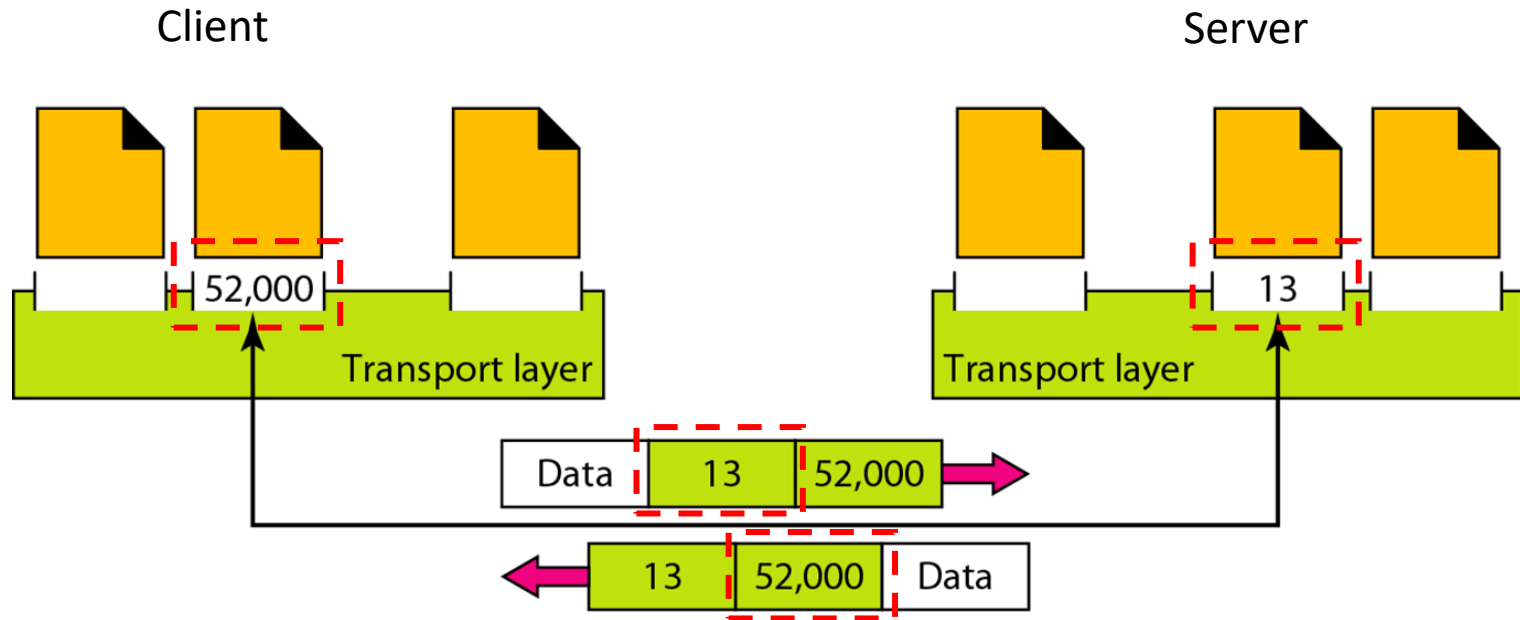 Client
Server
52,000
13
Transport layer
Transport layer
Data 13 52,000
13 52,000 Data